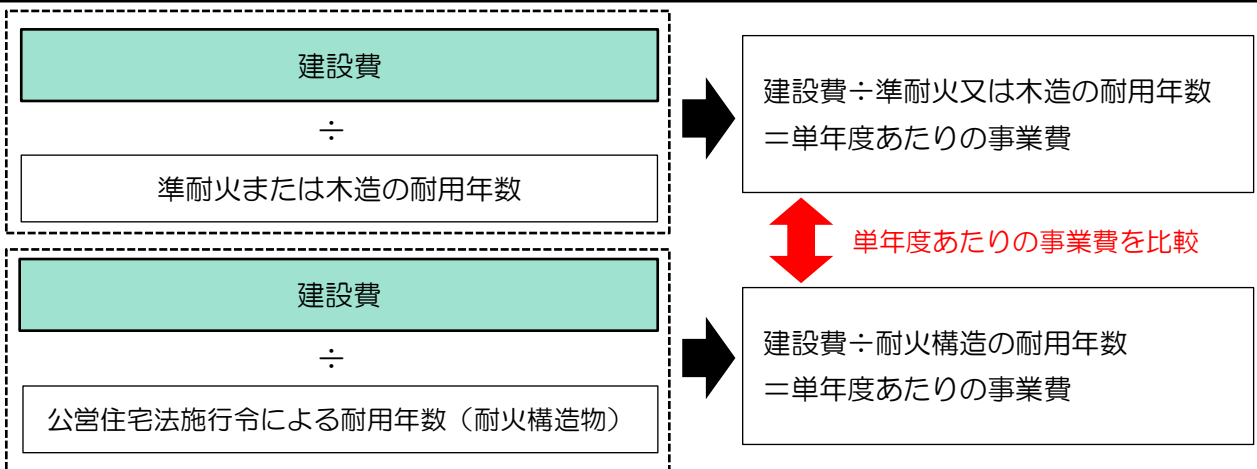 建設費
÷
準耐火または木造の耐用年数
建設費÷準耐火又は木造の耐用年数
＝単年度あたりの事業費
単年度あたりの事業費を比較
建設費
÷
公営住宅法施行令による耐用年数（耐火構造物）
建設費÷耐火構造の耐用年数
＝単年度あたりの事業費